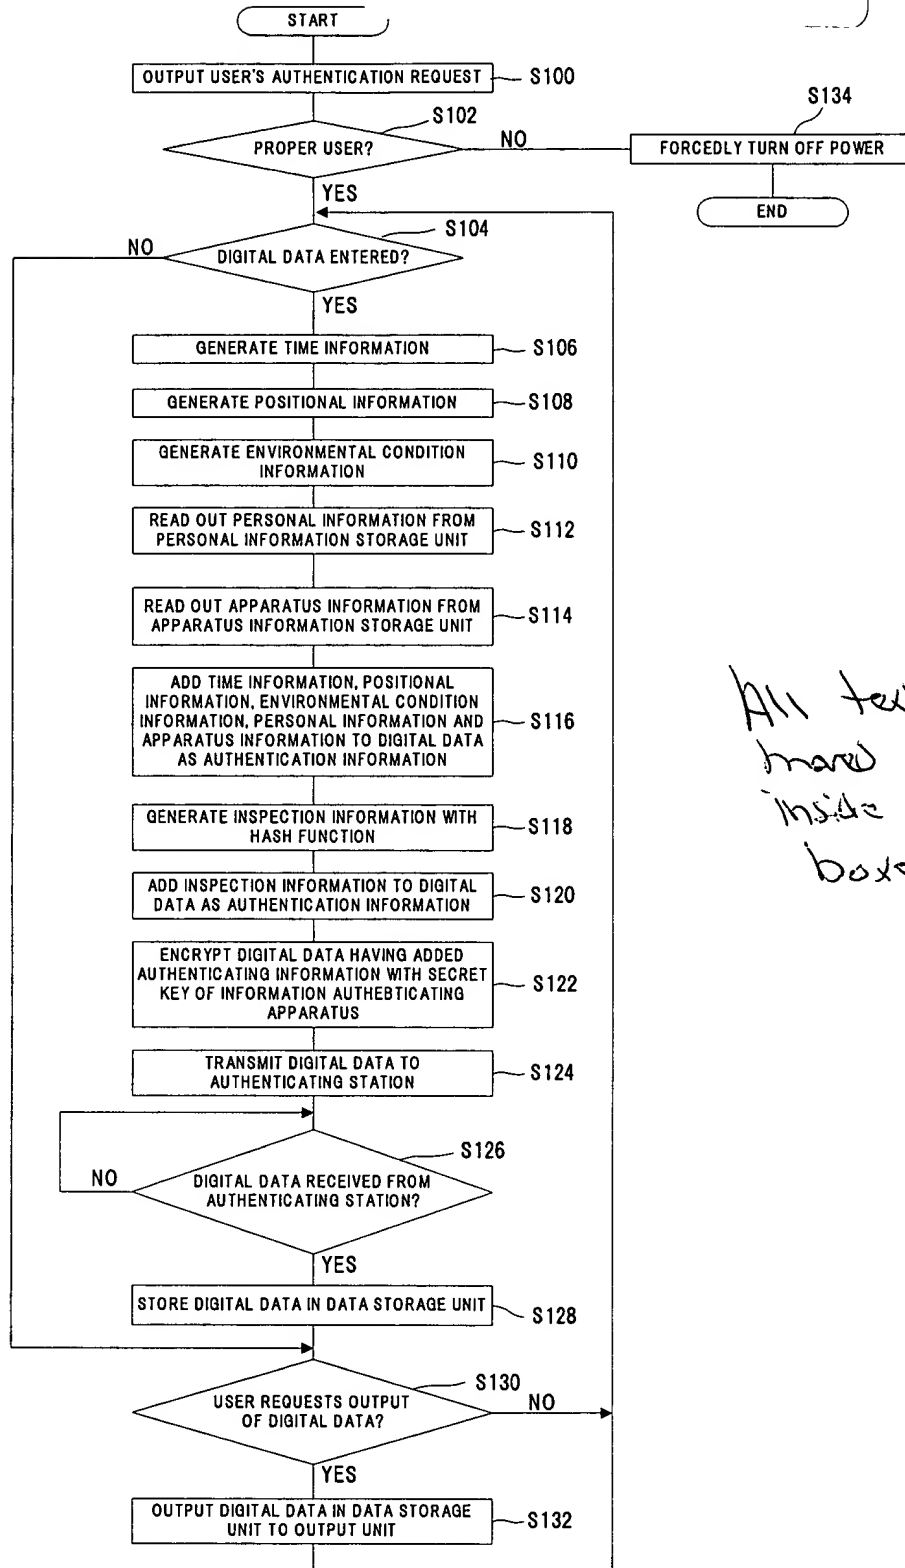 START
OUTPUT USER'S AUTHENTICATION REQUEST
S100
S102
PROPER USER?
NO
S134
FORCEDLY TURN OFF POWER
END
YES
S104
NO
DIGITAL DATA ENTERED?
YES
GENERATE TIME INFORMATION
S106
GENERATE POSITIONAL INFORMATION
S108
GENERATE ENVIRONMENTAL CONDITION
INFORMATION
S110
READ OUT PERSONAL INFORMATION FROM
PERSONAL INFORMATION STORAGE UNIT
S112
READ OUT APPARATUS INFORMATION FROM
APPARATUS INFORMATION STORAGE UNIT
S114
ADD TIME INFORMATION, POSITIONAL
INFORMATION, ENVIRONMENTAL CONDITION
INFORMATION, PERSONAL INFORMATION AND
APPARATUS INFORMATION TO DIGITAL DATA
AS AUTHENTICATION INFORMATION
S116
All
inside
GENERATE INSPECTION INFORMATION WITH
HASH FUNCTION
S118
ADD INSPECTION INFORMATION TO DIGITAL
DATA AS AUTHENTICATION INFORMATION
S120
ENCRYPT DIGITAL DATA HAVING ADDED
AUTHENTICATING INFORMATION WITH SECRET
KEY OF INFORMATION AUTHEBTICATING
APPARATUS
S122
TRANSMIT DIGITAL DATA TO
AUTHENTICATING STATION
S124
S126
NO
DIGITAL DATA RECEIVED FROM
AUTHENTICATING STATION?
YES
STORE DIGITAL DATA IN DATA STORAGE UNIT
S128
S130
USER REQUESTS OUTPUT
OF DIGITAL DATA?
NO
YES
OUTPUT DIGITAL DATA IN DATA STORAGE
UNIT TO OUTPUT UNIT
S132